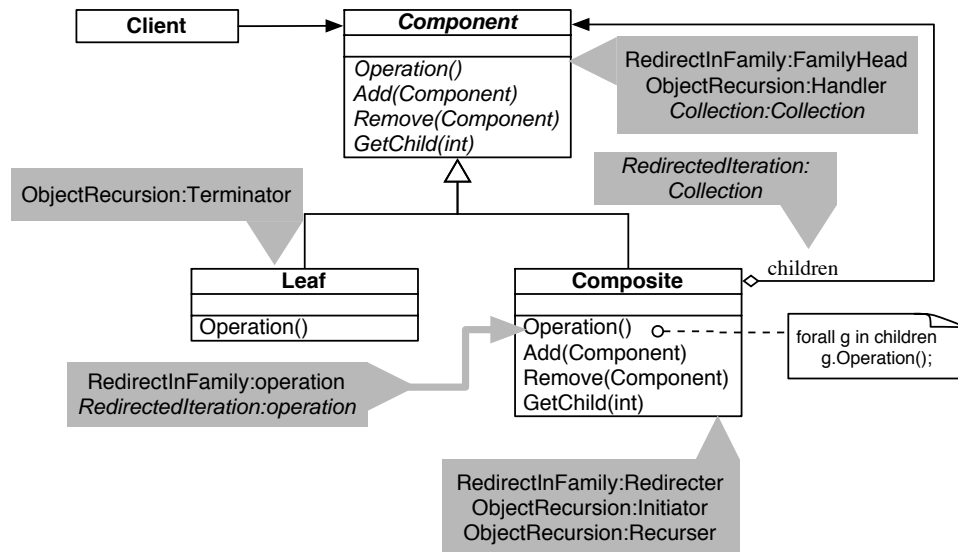 Client
Component
Operation()
Add(Component)
Remove(Component)
GetChild(int)
RedirectInFamily:FamilyHead
ObjectRecursion:Handler
Collection:Collection
RedirectedIteration:
Collection
ObjectRecursion:Terminator
children
Leaf
Operation()
Composite
Operation()
Add(Component)
Remove(Component)
GetChild(int)
forall g in children
g.Operation();
RedirectInFamily:operation
RedirectedIteration:operation
RedirectInFamily:Redirecter
ObjectRecursion:Initiator
ObjectRecursion:Recurser